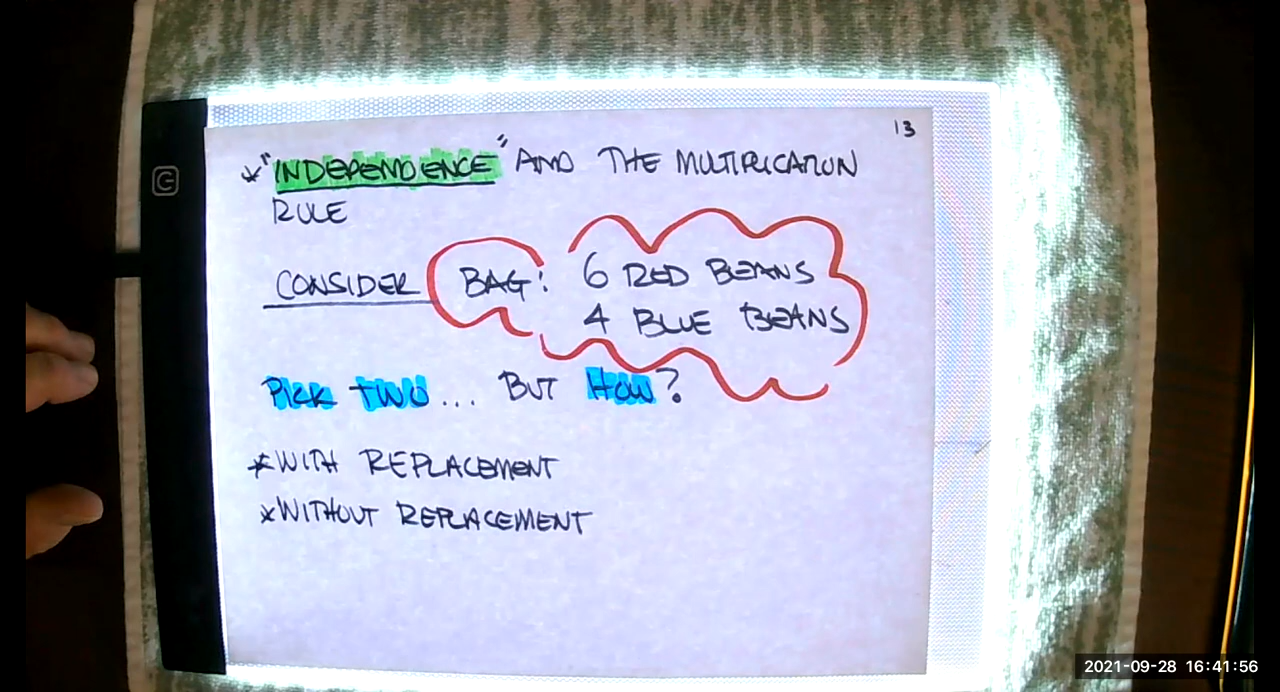 13
* "INDEPENDENCE" AND THE MULTIPLICATION
RULE
CONSIDER BAG: 6 RED BEANS
4 BLUE BEANS
PICK TWO... BUT HOW?
* WITH REPLACEMENT
* WITHOUT REPLACEMENT
2021-09-28 16:41:56